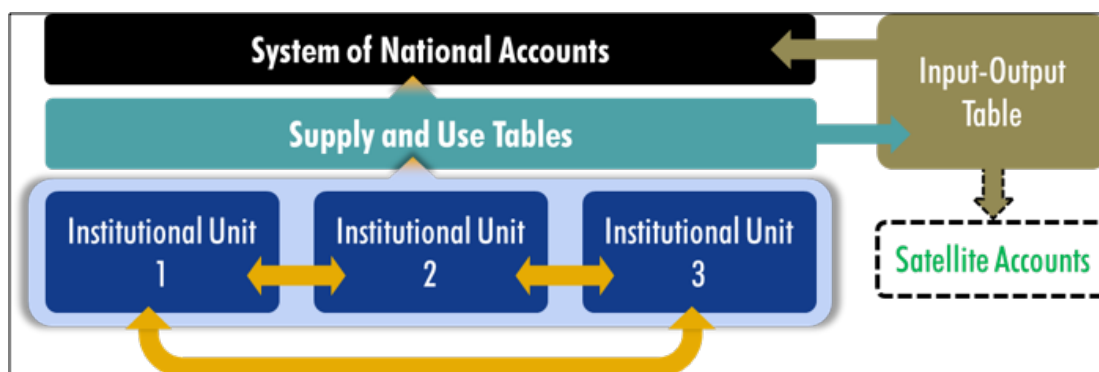 System of National Accounts
Input-Output
Table
Supply and Use Tables
Institutional Unit
1
Institutional Unit
2
Institutional Unit
3
Satellite Accounts